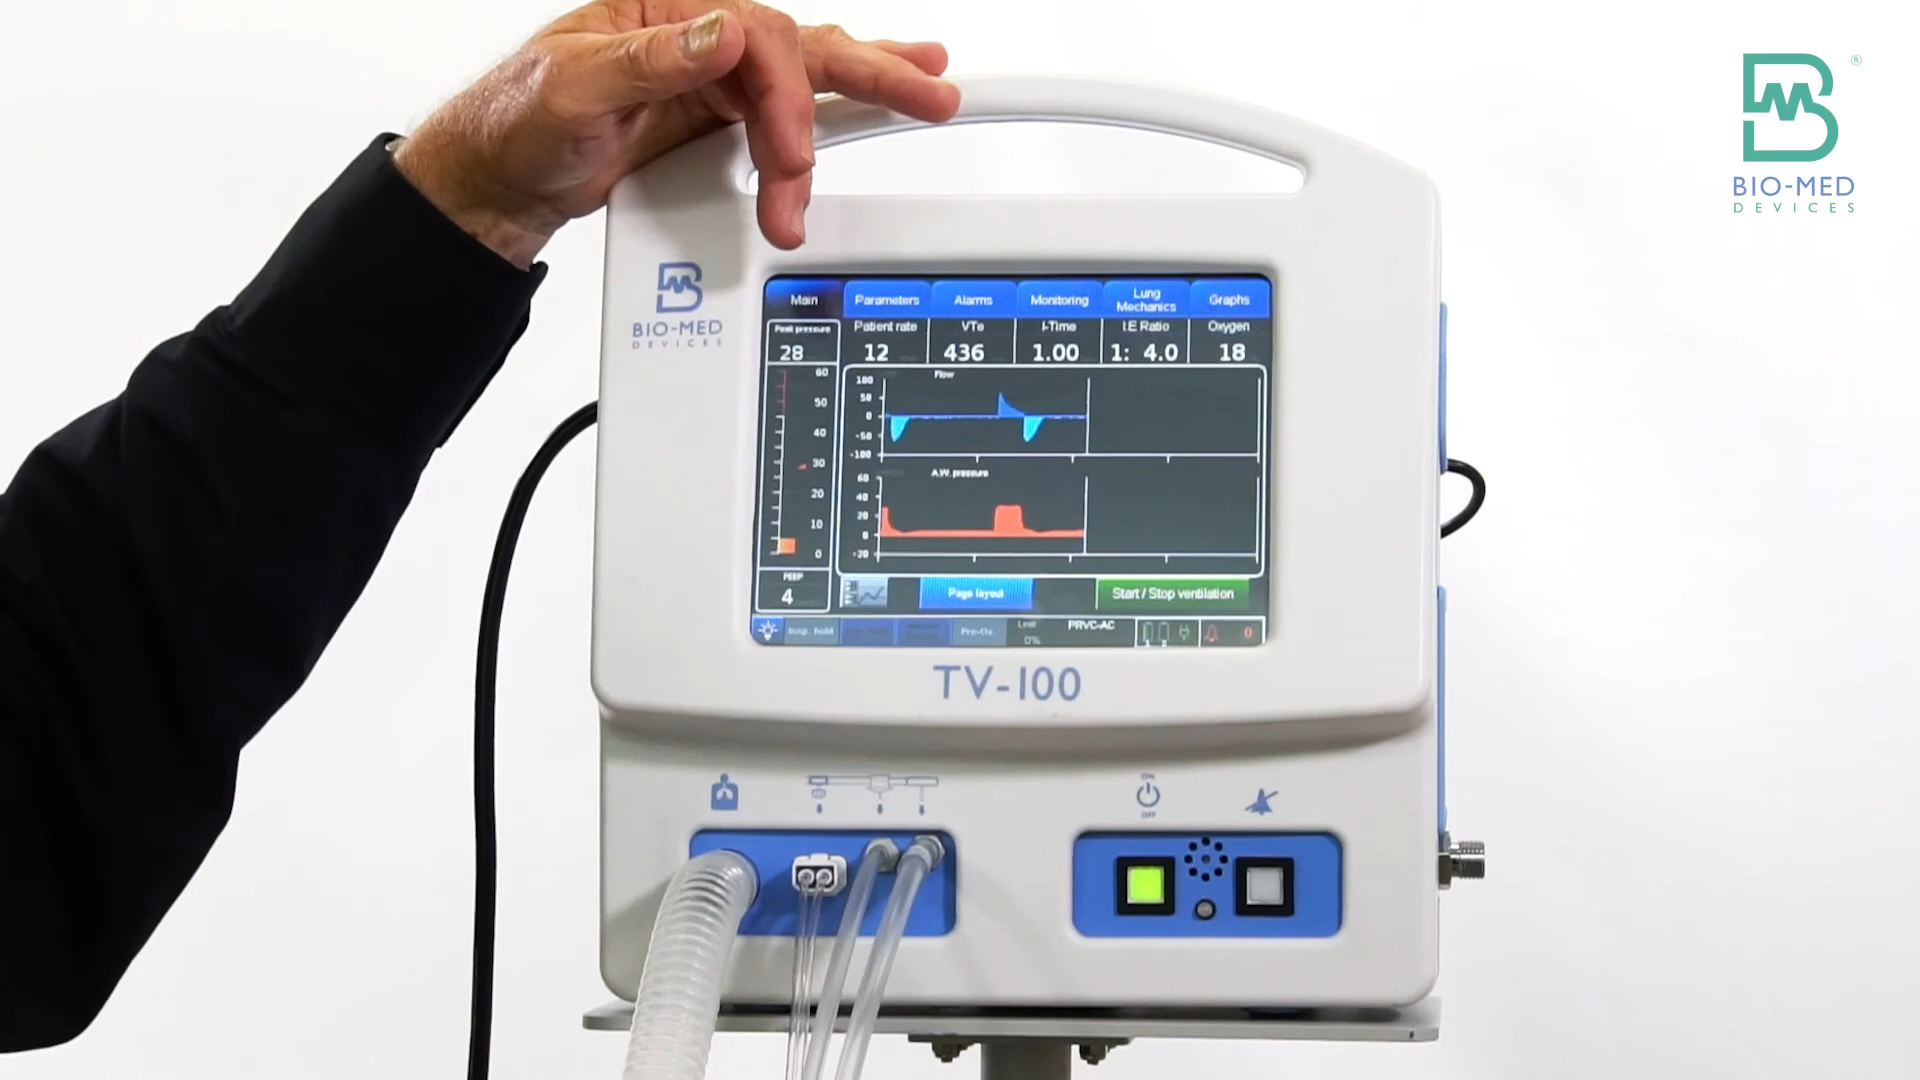 ®
BIO-MED
DEVICES
BIO-MED
DEVICES
Main Parameters Alarms Monitoring Lung Mechanics Graphs
Peak pressure Patient rate VTe I-Time I:E Ratio Oxygen
28 12 436 1.00 1: 4.0 18
60
50
40
30
20
10
0
Flow
100
50
0
-50
-100
A.W. pressure
60
40
20
0
-20
PEEP
4
Page layout
Start / Stop ventilation
Insp. hold
Pre-Ox
Leak
0%
PRVC-AC
0
TV-100
ON
OFF